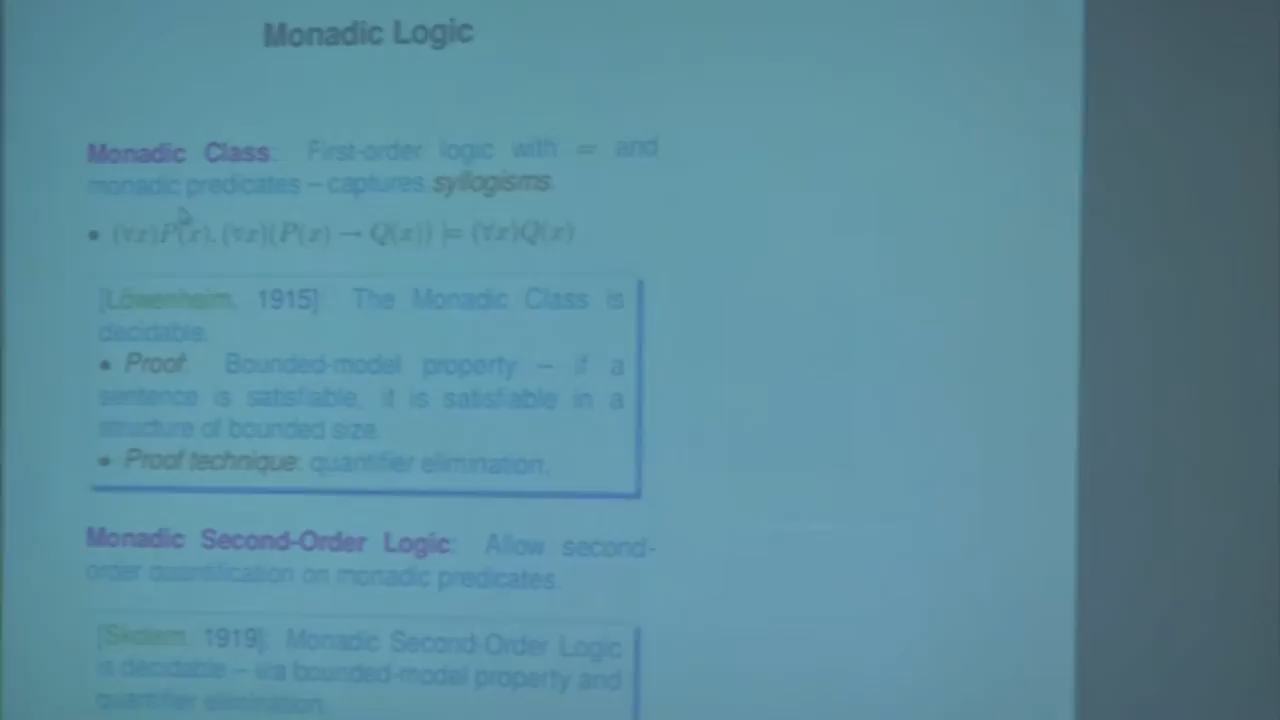 Monadic Logic
Monadic Class: First-order logic with = and
monadic predicates – captures syllogisms.
• (∀x)P(x), (∀x)(P(x) → Q(x)) ⊨ (∀x)Q(x)
[Löwenheim, 1915]: The Monadic Class is
decidable.
• Proof: Bounded-model property – if a
sentence is satisfiable, it is satisfiable in a
structure of bounded size.
• Proof technique: quantifier elimination.
Monadic Second-Order Logic: Allow second-
order quantification on monadic predicates.
[Skolem, 1919]: Monadic Second-Order Logic
is decidable – via bounded-model property and
quantifier elimination.